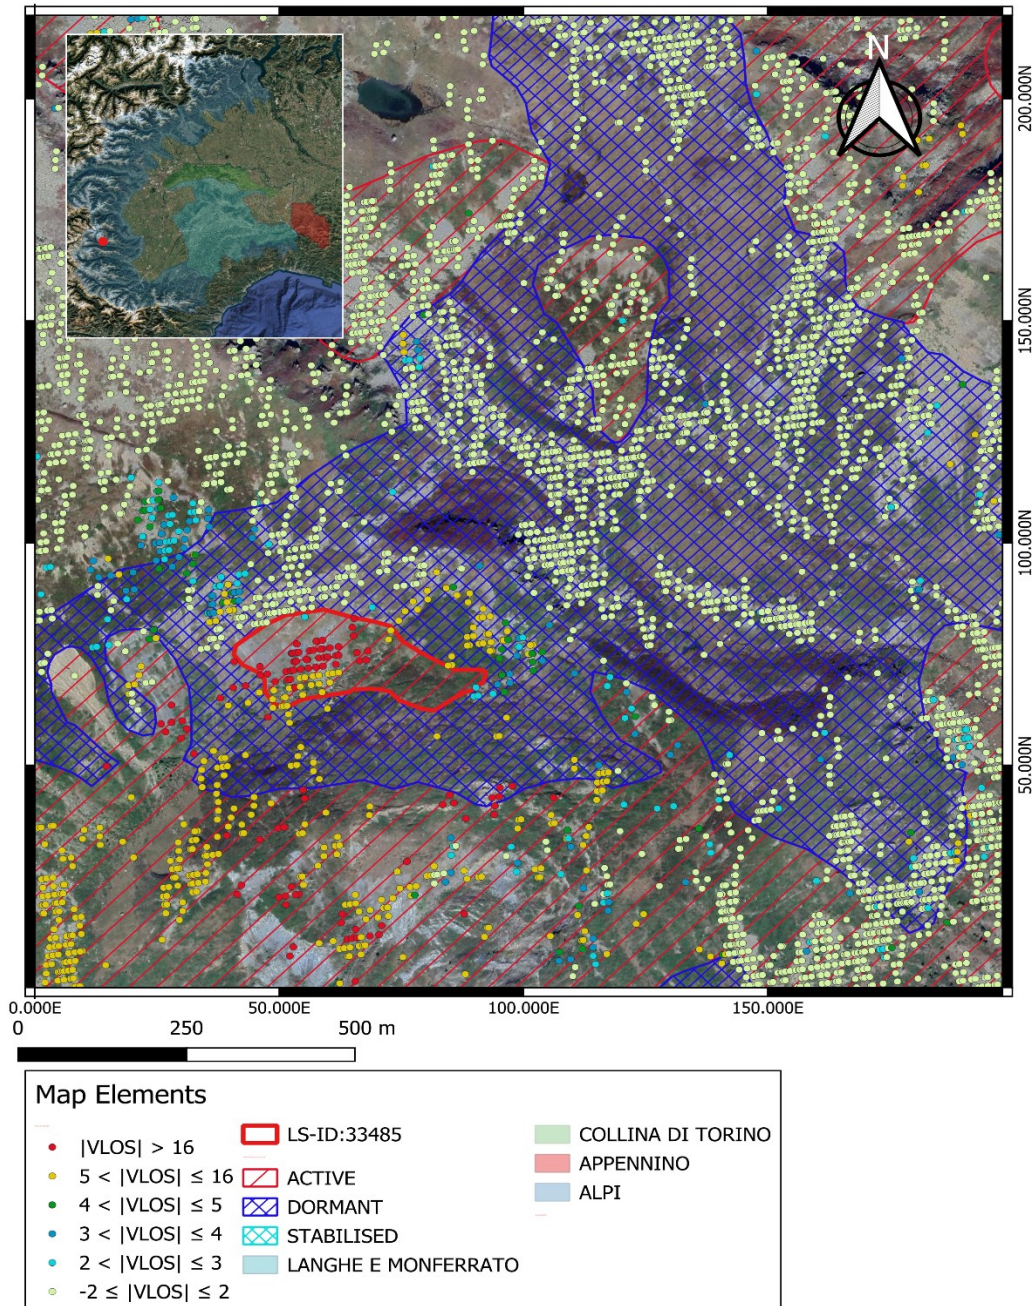 N
200.000N
150.000N
100.000N
50.000N
0.000E 50.000E 100.000E 150.000E
0 250 500 m
Map Elements
|VLOS| > 16
5 < |VLOS| ≤ 16
4 < |VLOS| ≤ 5
3 < |VLOS| ≤ 4
2 < |VLOS| ≤ 3
-2 ≤ |VLOS| ≤ 2
LS-ID:33485
ACTIVE
DORMANT
STABILISED
LANGHE E MONFERRATO
COLLINA DI TORINO
APPENNINO
ALPI